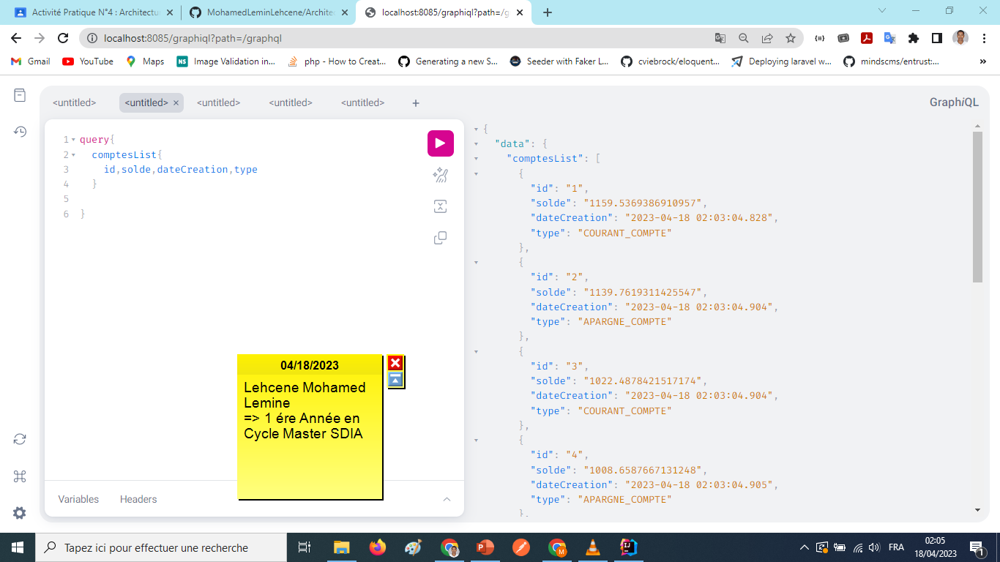 Activité Pratique N°4 : Architectu
MohamedLeminLehcene/Archite
localhost:8085/graphiql?path=/g
localhost:8085/graphiql?path=/graphql
Gmail
YouTube
Maps
NS
Image Validation in...
php - How to Creat...
Generating a new S...
Seeder with Faker L...
cviebrock/eloquent...
Deploying laravel w...
mindscms/entrust:...
»
<untitled>
<untitled> ×
<untitled>
<untitled>
<untitled>
+
GraphiQL
1 query{
2 comptesList{
3 id,solde,dateCreation,type
4 }
5
6 }
{
"data": {
"comptesList": [
{
"id": "1",
"solde": "1159.5369386910957",
"dateCreation": "2023-04-18 02:03:04.828",
"type": "COURANT_COMPTE"
},
{
"id": "2",
"solde": "1139.7619311425547",
"dateCreation": "2023-04-18 02:03:04.904",
"type": "APARGNE_COMPTE"
},
{
"id": "3",
"solde": "1022.4878421517174",
"dateCreation": "2023-04-18 02:03:04.904",
"type": "COURANT_COMPTE"
},
{
"id": "4",
"solde": "1008.6587667131248",
"dateCreation": "2023-04-18 02:03:04.905",
"type": "APARGNE_COMPTE"
},
04/18/2023
Lehcene Mohamed
Lemine
=> 1 ére Année en
Cycle Master SDIA
Variables
Headers
Tapez ici pour effectuer une recherche
FRA
02:05
18/04/2023
1